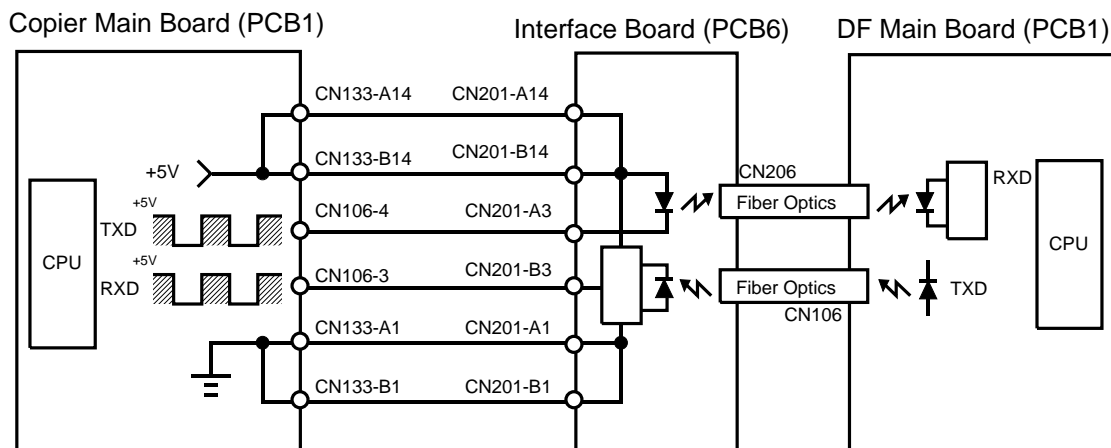 Copier Main Board (PCB1)
Interface Board (PCB6)
DF Main Board (PCB1)
CN133-A14
CN201-A14
CN133-B14
CN201-B14
+5V
CN206
RXD
+5V
CN106-4
CN201-A3
Fiber Optics
TXD
CPU
CPU
+5V
CN106-3
CN201-B3
RXD
Fiber Optics
TXD
CN106
CN133-A1
CN201-A1
CN133-B1
CN201-B1